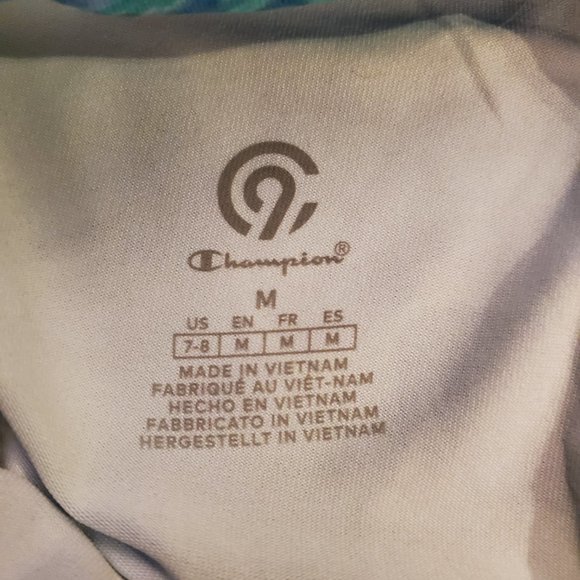 C9
Champion®
M
US EN FR ES
7-8 M M M
MADE IN VIETNAM
FABRIQUÉ AU VIÊT-NAM
HECHO EN VIETNAM
FABBRICATO IN VIETNAM
HERGESTELLT IN VIETNAM